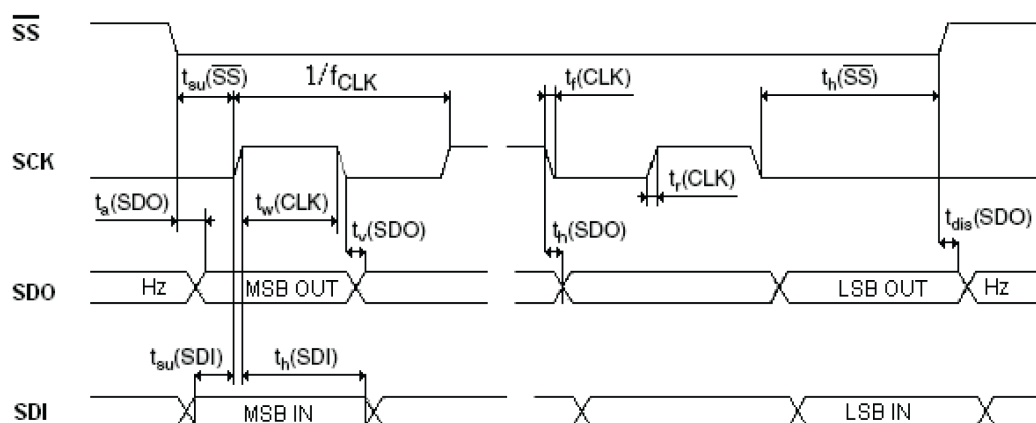 SS
tsu(SS) 1/fCLK tf(CLK) th(SS)
SCK
tr(CLK)
ta(SDO) tw(CLK) tv(SDO) th(SDO) tdis(SDO)
SDO Hz MSB OUT LSB OUT Hz
tsu(SDI) th(SDI)
SDI MSB IN LSB IN